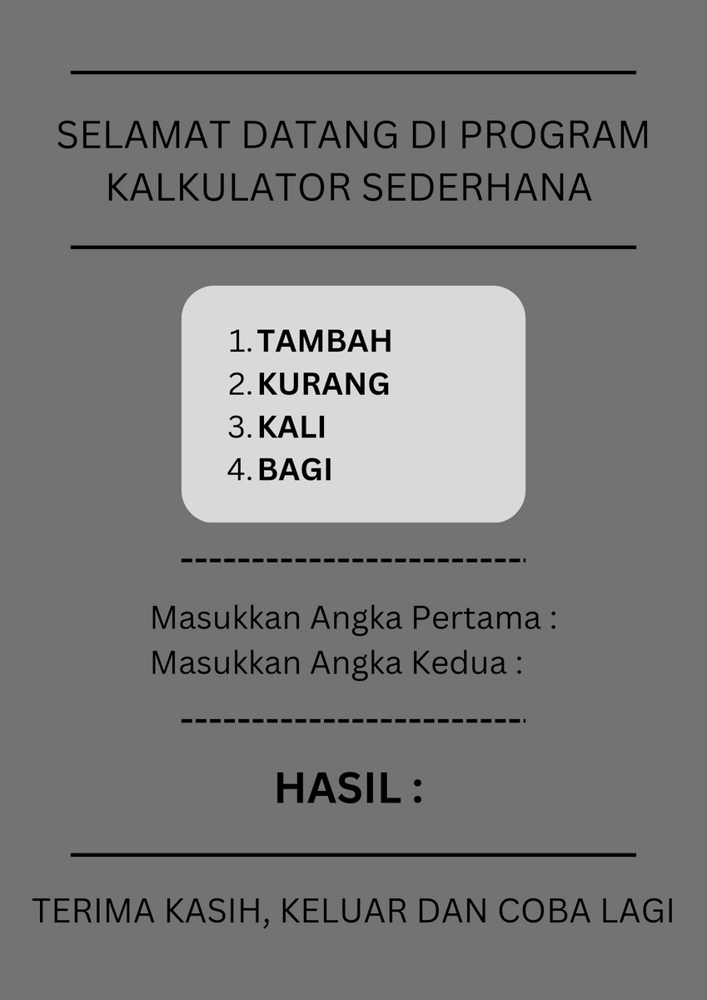 SELAMAT DATANG DI PROGRAM
KALKULATOR SEDERHANA
1. TAMBAH
2. KURANG
3. KALI
4. BAGI
Masukkan Angka Pertama :
Masukkan Angka Kedua :
HASIL :
TERIMA KASIH, KELUAR DAN COBA LAGI